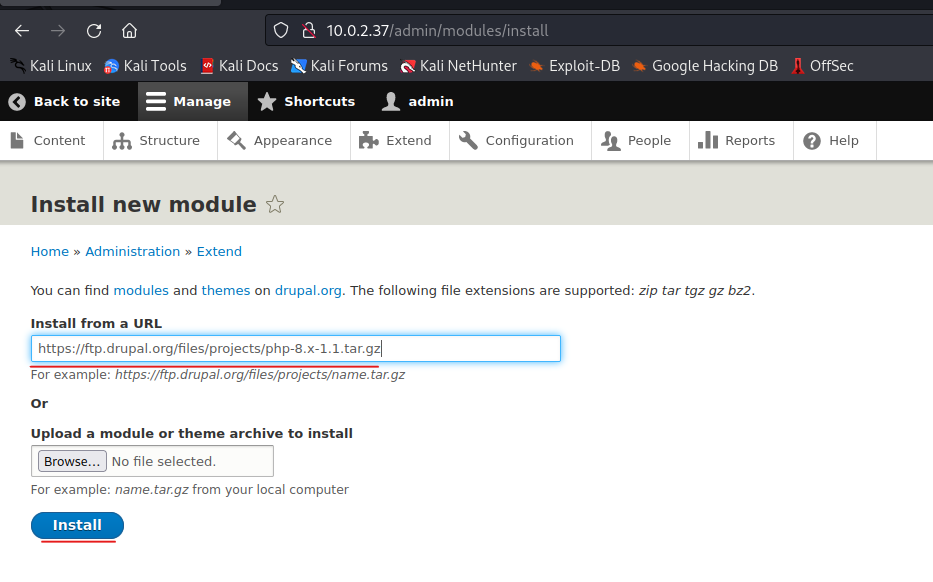 10.0.2.37/admin/modules/install
Kali Linux Kali Tools Kali Docs Kali Forums Kali NetHunter Exploit-DB Google Hacking DB OffSec
Back to site Manage Shortcuts admin
Content Structure Appearance Extend Configuration People Reports Help
Install new module
Home » Administration » Extend
You can find modules and themes on drupal.org. The following file extensions are supported: zip tar tgz gz bz2.
Install from a URL
https://ftp.drupal.org/files/projects/php-8.x-1.1.tar.gz
For example: https://ftp.drupal.org/files/projects/name.tar.gz
Or
Upload a module or theme archive to install
Browse... No file selected.
For example: name.tar.gz from your local computer
Install